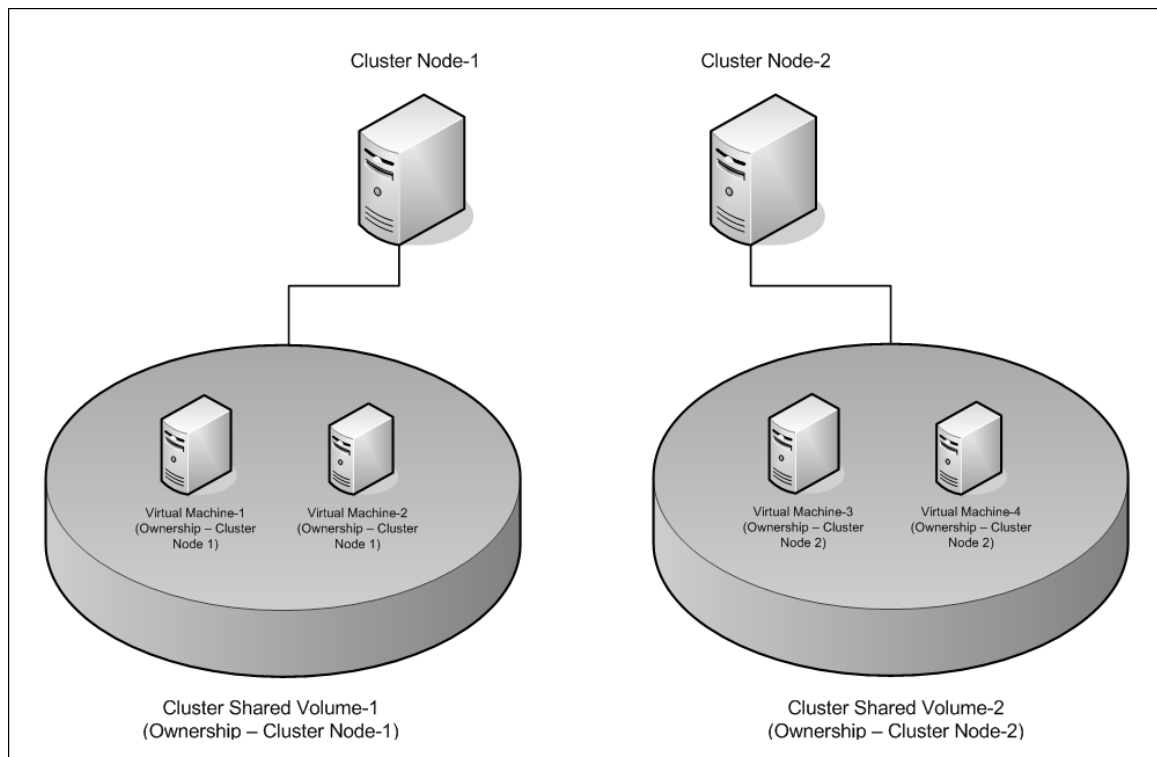 Cluster Node-1
Cluster Node-2
Virtual Machine-1
(Ownership – Cluster
Node 1)
Virtual Machine-2
(Ownership – Cluster
Node 1)
Virtual Machine-3
(Ownership – Cluster
Node 2)
Virtual Machine-4
(Ownership – Cluster
Node 2)
Cluster Shared Volume-1
(Ownership – Cluster Node-1)
Cluster Shared Volume-2
(Ownership – Cluster Node-2)